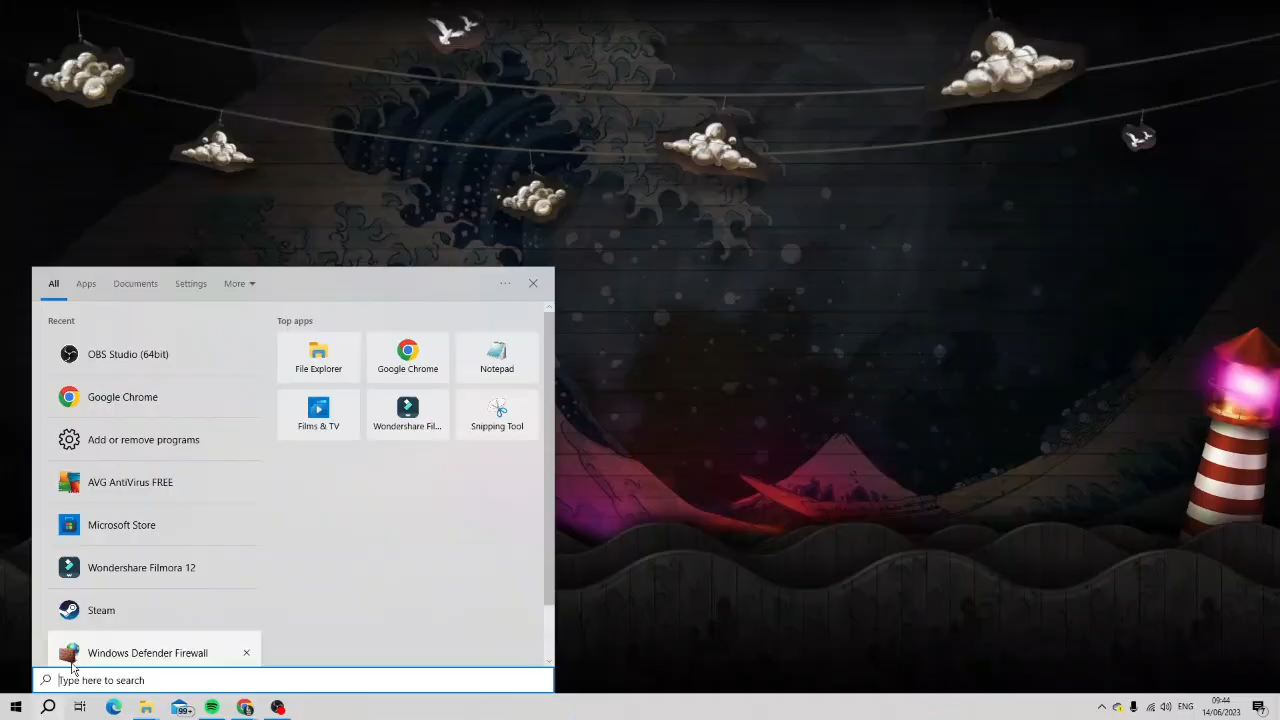 All Apps Documents Settings More
Recent
Top apps
OBS Studio (64bit)
Google Chrome
Add or remove programs
AVG AntiVirus FREE
Microsoft Store
Wondershare Filmora 12
Steam
Windows Defender Firewall
File Explorer
Google Chrome
Notepad
Films & TV
Wondershare Fil...
Snipping Tool
Type here to search
99+
ENG
09:44
14/06/2023